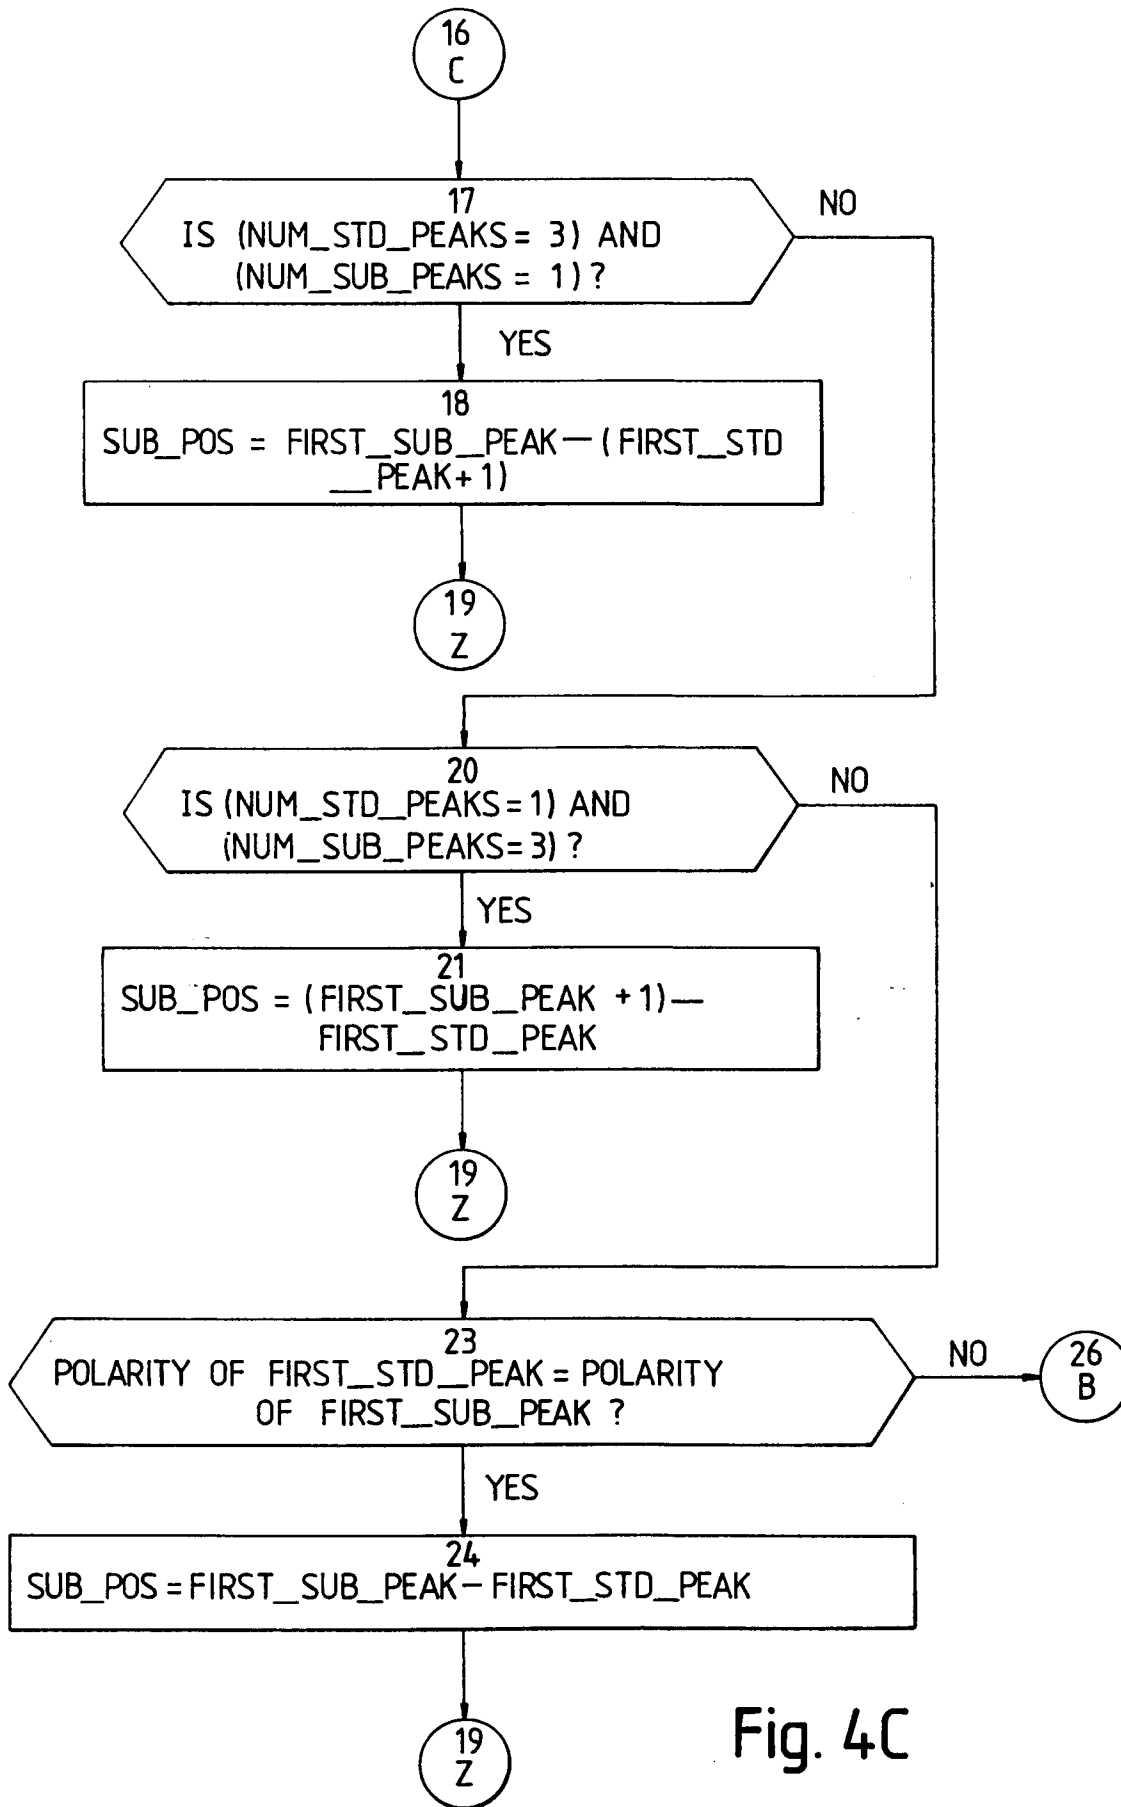 16
C
17
NO
IS (NUM_STD_PEAKS = 3) AND
(NUM_SUB_PEAKS = 1) ?
YES
18
SUB_POS = FIRST_SUB_PEAK — (FIRST_STD
_PEAK + 1)
19
Z
20
NO
IS (NUM_STD_PEAKS = 1) AND
(NUM_SUB_PEAKS = 3) ?
YES
21
SUB_POS = (FIRST_SUB_PEAK + 1) —
FIRST_STD_PEAK
19
Z
23
NO
26
B
POLARITY OF FIRST_STD_PEAK = POLARITY
OF FIRST_SUB_PEAK ?
YES
24
SUB_POS = FIRST_SUB_PEAK — FIRST_STD_PEAK
19
Z
Fig. 4C